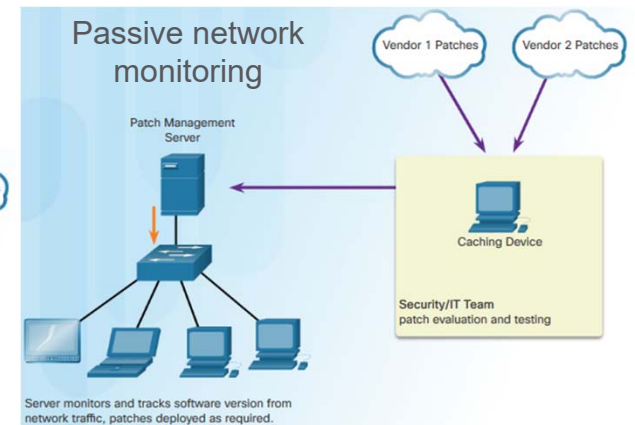 Passive network
monitoring
Vendor 1 Patches
Vendor 2 Patches
Patch Management
Server
Caching Device
Security/IT Team
patch evaluation and testing
Server monitors and tracks software version from
network traffic, patches deployed as required.